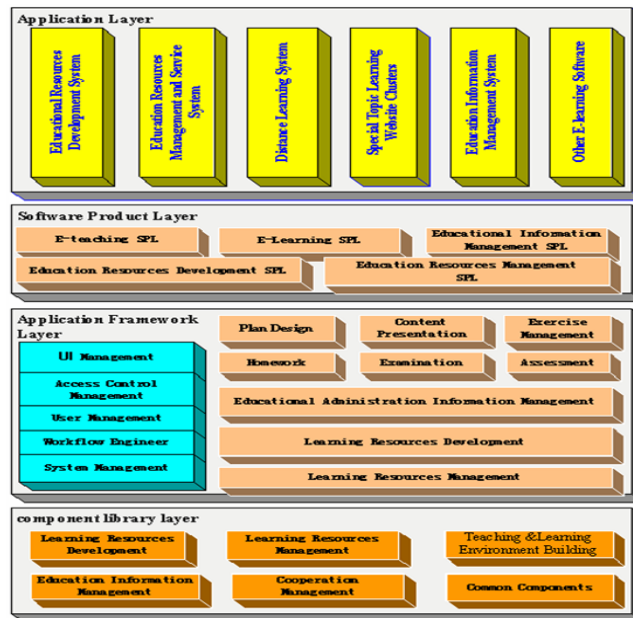 Application Layer
Educational Resources
Development System
Education Resources
Management and Service
System
Distance Learning System
Special Topic Learning
Website Clusters
Education Information
Management System
Other E-learning Software
Software Product Layer
E-teaching SPL
E-Learning SPL
Educational Information
Management SPL
Education Resources Development SPL
Education Resources Management
SPL
Application Framework
Layer
UI Management
Access Control
Management
User Management
Workflow Engineer
System Management
Plan Design
Content
Presentation
Exercise
Management
Homework
Examination
Assessment
Educational Administration Information Management
Learning Resources Development
Learning Resources Management
component library layer
Learning Resources
Development
Learning Resources
Management
Teaching &Learning
Environment Building
Education Information
Management
Cooperation
Management
Common Components